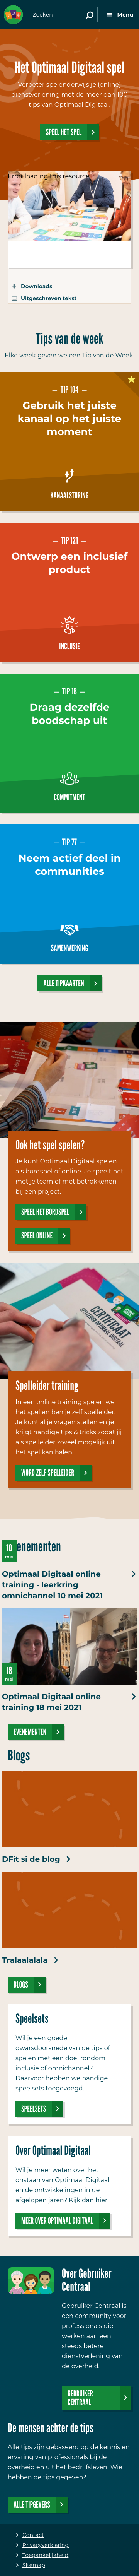 Zoeken
Menu
Het Optimaal Digitaal spel
Verbeter spelenderwijs je (online)
dienstverlening met de meer dan 100
tips van Optimaal Digitaal.
SPEEL HET SPEL
Error loading this resource
Downloads
Uitgeschreven tekst
Tips van de week
Elke week geven we een Tip van de Week.
TIP 104
Gebruik het juiste
kanaal op het juiste
moment
KANAALSTURING
TIP 121
Ontwerp een inclusief
product
INCLUSIE
TIP 18
Draag dezelfde
boodschap uit
COMMITMENT
TIP 77
Neem actief deel in
communities
SAMENWERKING
ALLE TIPKAARTEN
Ook het spel spelen?
Je kunt Optimaal Digitaal spelen
als bordspel of online. Je speelt het
met je team of met betrokkenen
bij een project.
SPEEL HET BORDSPEL
SPEEL ONLINE
CERTIFICAAT
Spelleider training
In een online training spelen we
het spel en ben je zelf spelleider.
Je kunt al je vragen stellen en je
krijgt handige tips & tricks zodat jij
als spelleider zoveel mogelijk uit
het spel kan halen.
WORD ZELF SPELLEIDER
enementen
10
mei
Optimaal Digitaal online
training - leerkring
omnichannel 10 mei 2021
18
mei
Optimaal Digitaal online
training 18 mei 2021
EVENEMENTEN
Blogs
DFit si de blog
Tralaalalala
BLOGS
Speelsets
Wil je een goede
dwarsdoorsnede van de tips of
spelen met een doel rondom
inclusie of omnichannel?
Daarvoor hebben we handige
speelsets toegevoegd.
SPEELSETS
Over Optimaal Digitaal
Wil je meer weten over het
onstaan van Optimaal Digitaal
en de ontwikkelingen in de
afgelopen jaren? Kijk dan hier.
MEER OVER OPTIMAAL DIGITAAL
Over Gebruiker
Centraal
Gebruiker Centraal is
een community voor
professionals die
werken aan een
steeds betere
dienstverlening van
de overheid.
GEBRUIKER
CENTRAAL
De mensen achter de tips
Alle tips zijn gebaseerd op de kennis en
ervaring van professionals bij de
overheid en uit het bedrijfsleven. Wie
hebben de tips gegeven?
ALLE TIPGEVERS
Contact
Privacyverklaring
Toegankelijkheid
Sitemap